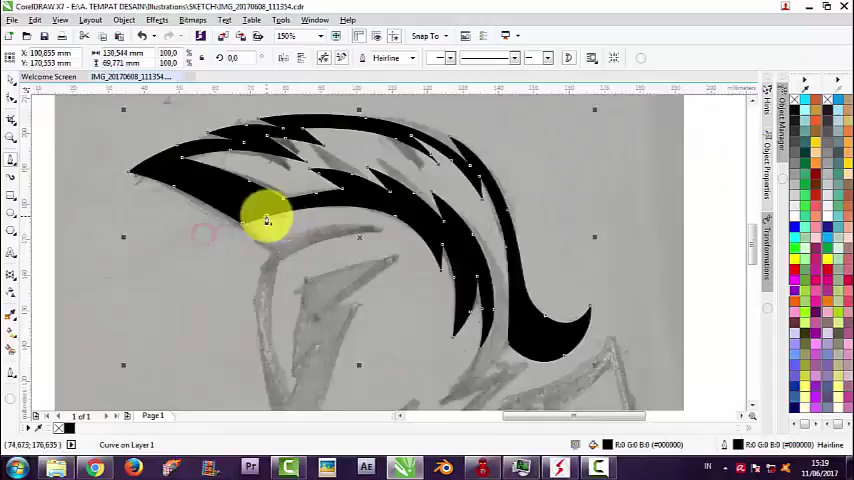 CorelDRAW X7 - E:\A. TEMPAT DESAIN\Illustrations\SKETCH\IMG_20170608_111354.cdr
File Edit View Layout Object Effects Bitmaps Text Table Tools Window Help
150% Snap To
X: 100,855 mm 130,544 mm 100,0 % 0,0 Hairline
Y: 170,553 mm 69,771 mm 100,0 %
Welcome Screen IMG_20170608_111354....
millimeters
Hints
Object Manager
Object Properties
Transformations
1 of 1 Page 1
(74,673; 176,635) Curve on Layer 1 R:0 G:0 B:0 (#000000) R:0 G:0 B:0 (#000000) Hairline
Pr Ae IN 15:19
11/06/2017